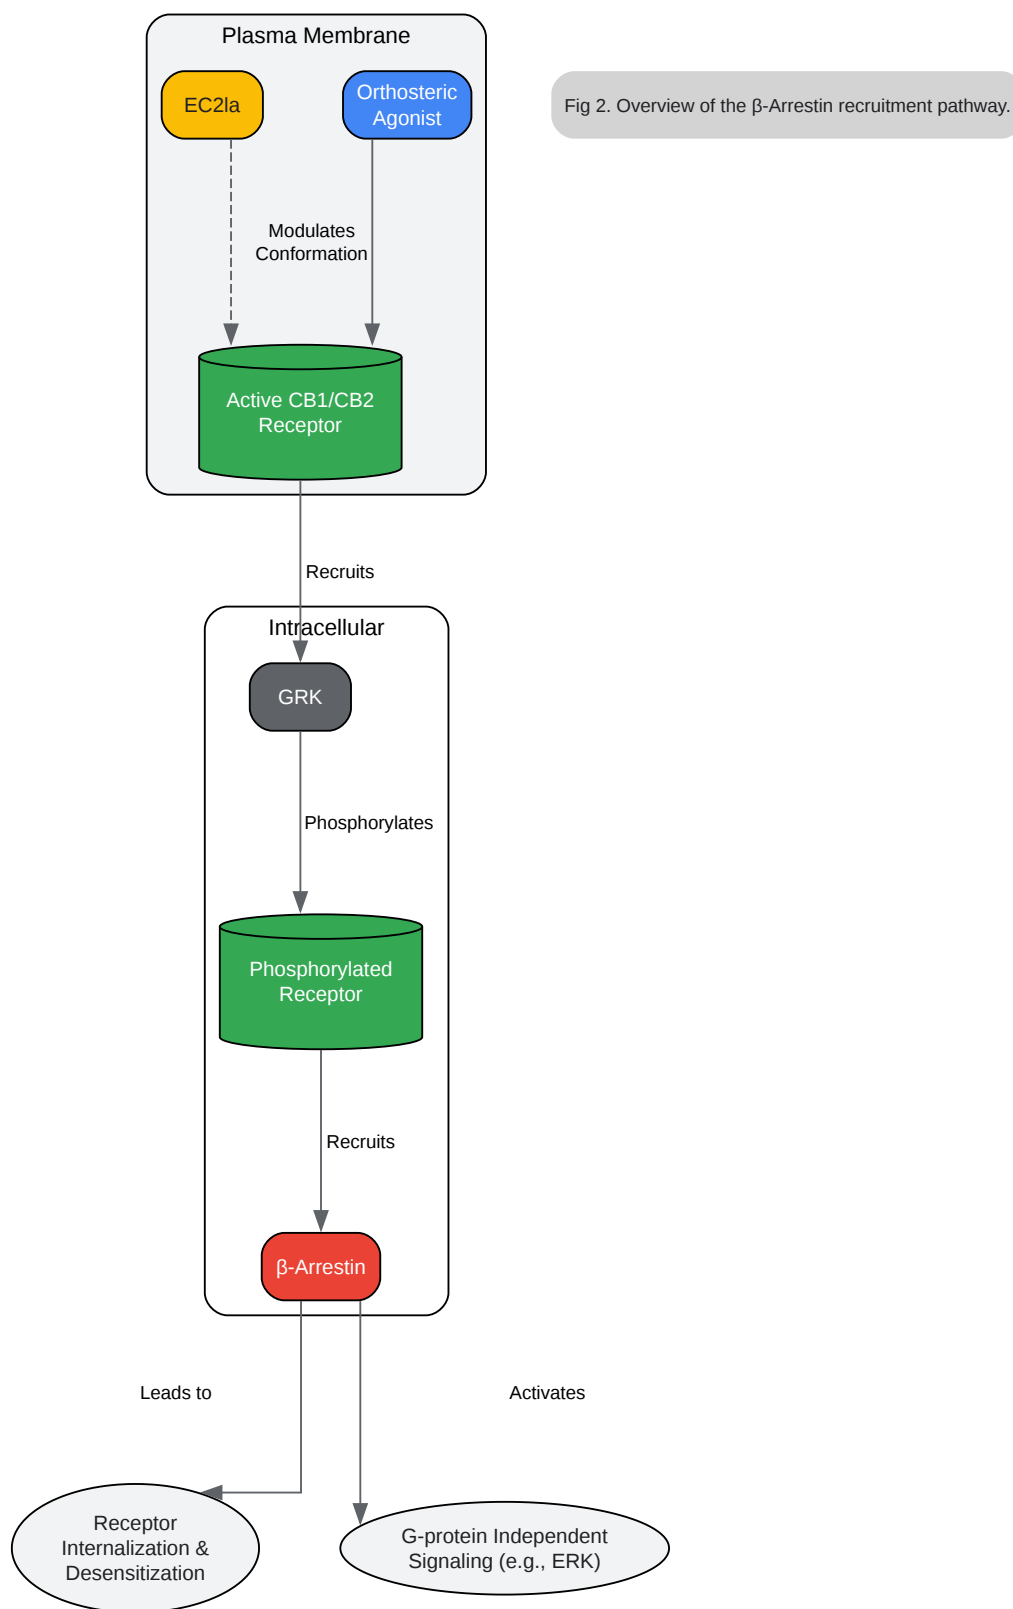 Plasma Membrane
EC2la
Orthosteric
Agonist
Fig 2. Overview of the β-Arrestin recruitment pathway.
Modulates
Conformation
Active CB1/CB2
Receptor
Recruits
Intracellular
GRK
Phosphorylates
Phosphorylated
Receptor
Recruits
β-Arrestin
Leads to
Activates
Receptor
Internalization &
Desensitization
G-protein Independent
Signaling (e.g., ERK)